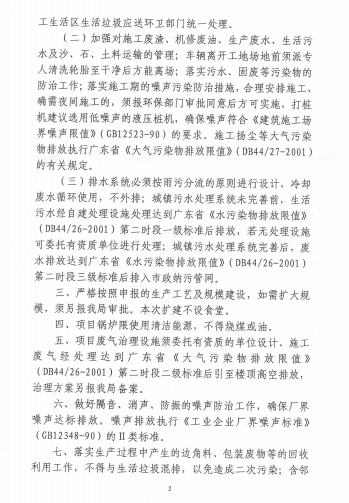 工生活区生活垃圾应送环卫部门统一处理。
（二）加强对施工废渣、机修废油、生产废水、生活污
水及沙、石、土料运输的管理；车辆离开工地场地前须派专
人清洗轮胎至干净后方能离场；落实污水、固废等污染物的
防治工作；落实施工期的噪声污染防治措施，合理安排施工，
确需夜间施工的，须报环保部门审批同意后方可实施，打桩
机建议选用低噪声的液压桩机，确保噪声符合《建筑施工场
界噪声限值》（GB12523-90）的要求。施工扬尘等大气污染
物排放执行广东省《大气污染物排放限值》（DB44/27-2001）
的有关规定。
（三）排水系统必须按雨污分流的原则进行设计，冷却
废水循环使用，不外排；城镇污水处理系统未完善前，生活
污水经自建处理设施处理达到广东省《水污染物排放限值》
（DB44/26-2001）第二时段一级标准后排放，若无处理设施
可委托有资质单位进行处理；城镇污水处理系统完善后，废
水排放达到广东省《水污染物排放限值》（DB44/26-2001）
第二时段三级标准后排入市政纳污管网。
三、严格按照申报的生产工艺及规模建设，如需扩大规
模，须另报我局审批。本次扩建不设食堂。
四、项目锅炉限使用清洁能源，不得烧煤或油。
五、项目废气治理设施须委托有资质的单位设计、施工
废气经处理达到广东省《大气污染物排放限值》
（DB44/26-2001）第二时段二级标准后引至楼顶高空排放，
治理方案另报我局备案。
六、做好隔音、消声、防振的噪声防治工作，确保厂界
噪声达标排放。噪声排放执行《工业企业厂界噪声标准》
（GB12348-90）的Ⅱ类标准。
七、落实生产过程中产生的边角料、包装废物等的回收
利用工作，不得与生活垃圾混排，以免造成二次污染；含邻
2